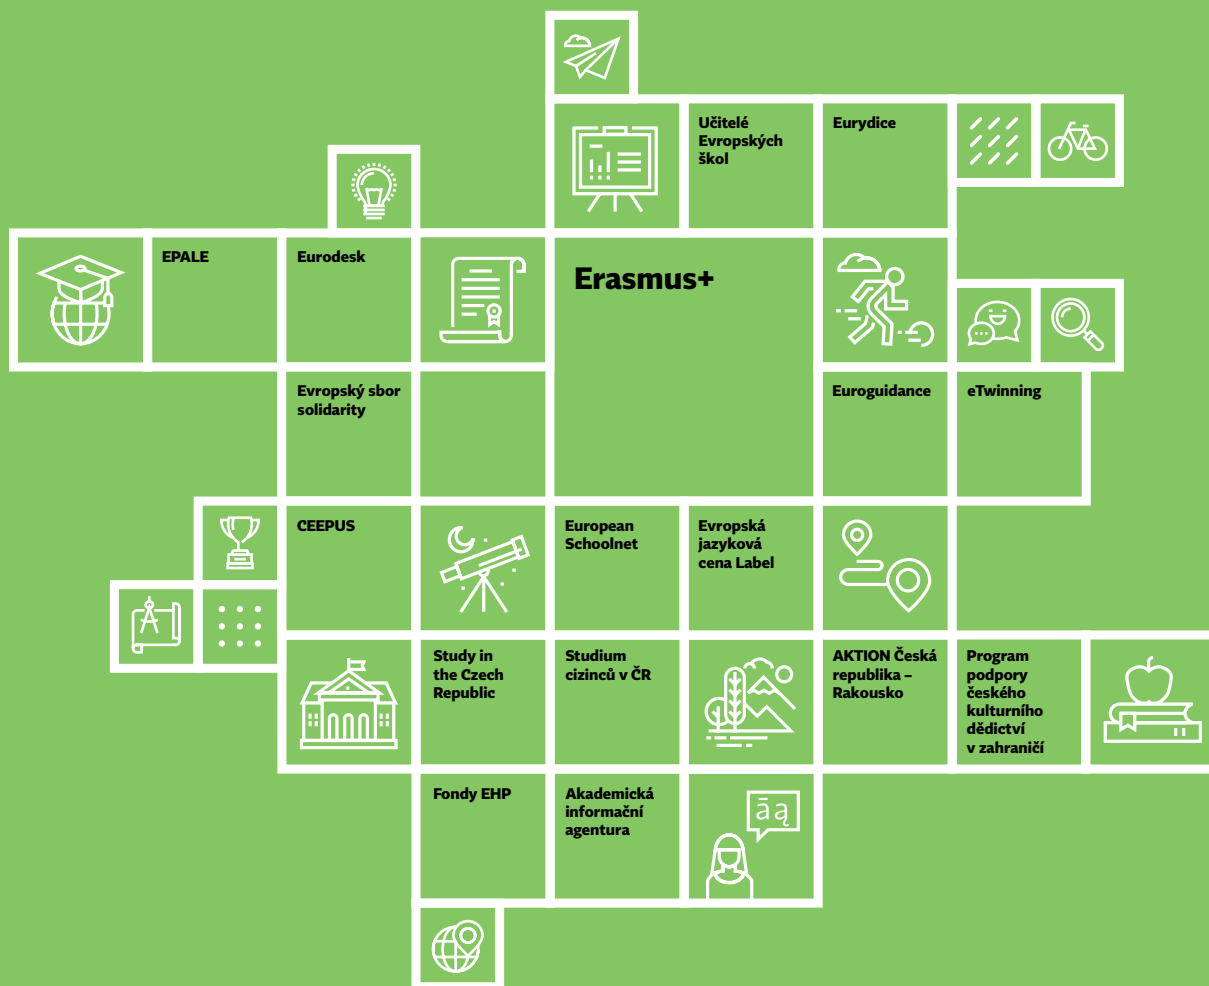 Učitelé
Evropských
škol
Eurydice
EPALE
Eurodesk
Erasmus+
Evropský sbor
solidarity
Euroguidance
eTwinning
CEEPUS
European
Schoolnet
Evropská
jazyková
cena Label
Study in
the Czech
Republic
Studium
cizinců v ČR
AKTION Česká
republika –
Rakousko
Program
podpory
českého
kulturního
dědictví
v zahraničí
Fondy EHP
Akademická
informační
agentura
āą